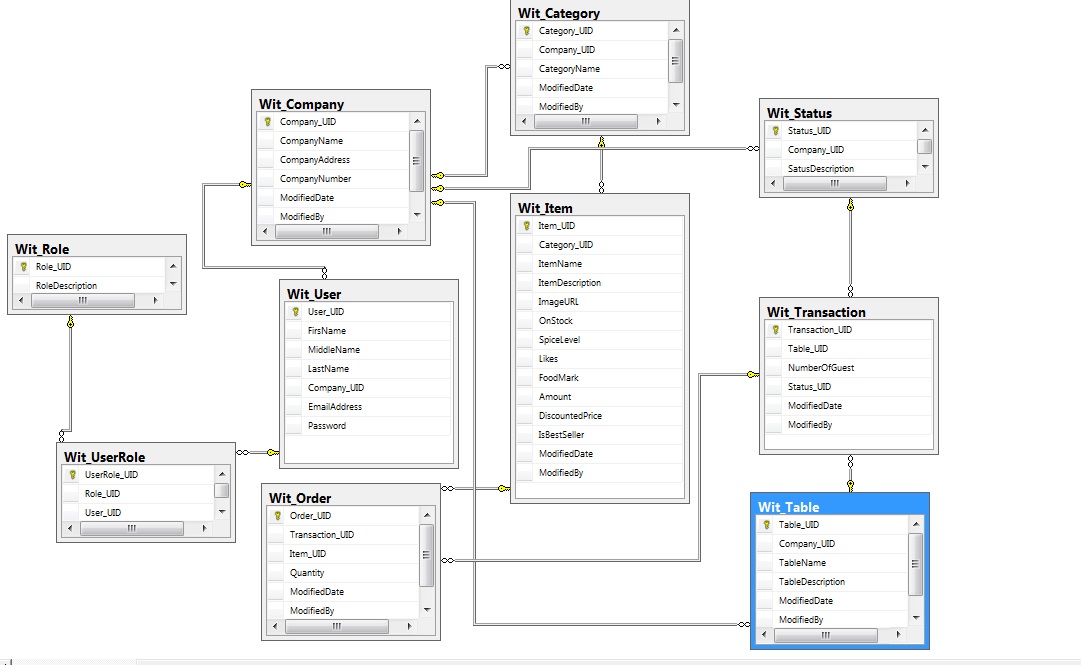 Wit_Category
Category_UID
Company_UID
CategoryName
ModifiedDate
ModifiedBy
Wit_Company
Company_UID
CompanyName
CompanyAddress
CompanyNumber
ModifiedDate
ModifiedBy
Wit_Status
Status_UID
Company_UID
SatusDescription
Wit_Item
Item_UID
Category_UID
ItemName
ItemDescription
ImageURL
OnStock
SpiceLevel
Likes
FoodMark
Amount
DiscountedPrice
IsBestSeller
ModifiedDate
ModifiedBy
Wit_Role
Role_UID
RoleDescription
Wit_User
User_UID
FirsName
MiddleName
LastName
Company_UID
EmailAddress
Password
Wit_Transaction
Transaction_UID
Table_UID
NumberOfGuest
Status_UID
ModifiedDate
ModifiedBy
Wit_UserRole
UserRole_UID
Role_UID
User_UID
Wit_Order
Order_UID
Transaction_UID
Item_UID
Quantity
ModifiedDate
ModifiedBy
Wit_Table
Table_UID
Company_UID
TableName
TableDescription
ModifiedDate
ModifiedBy